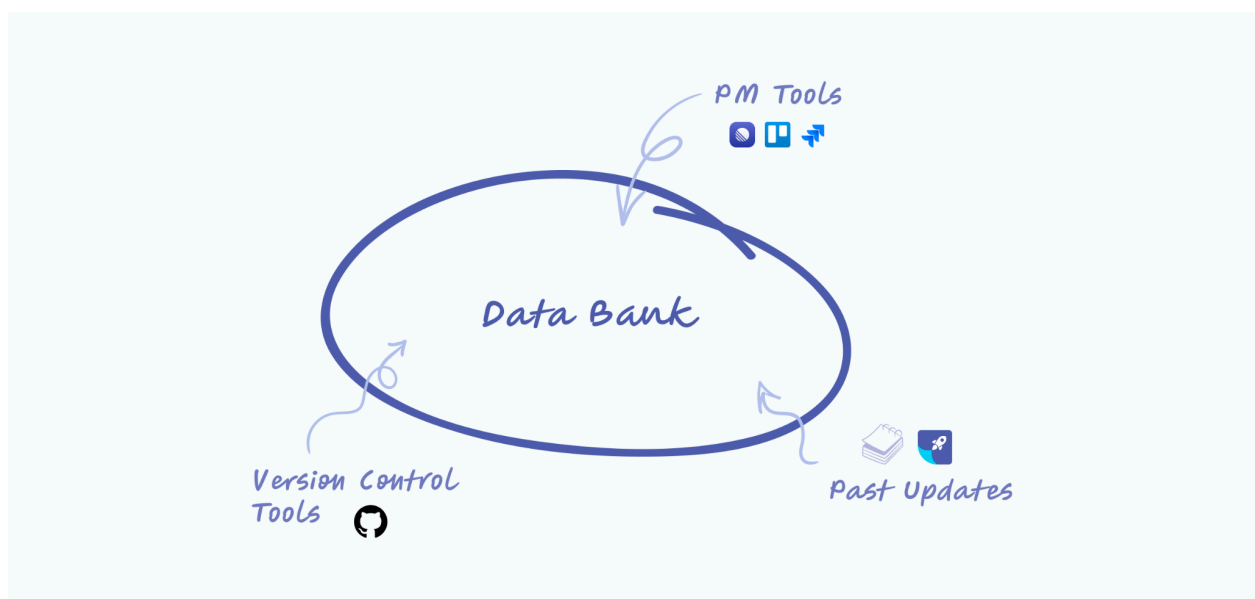 PM Tools
Data Bank
Version Control
Tools
Past Updates